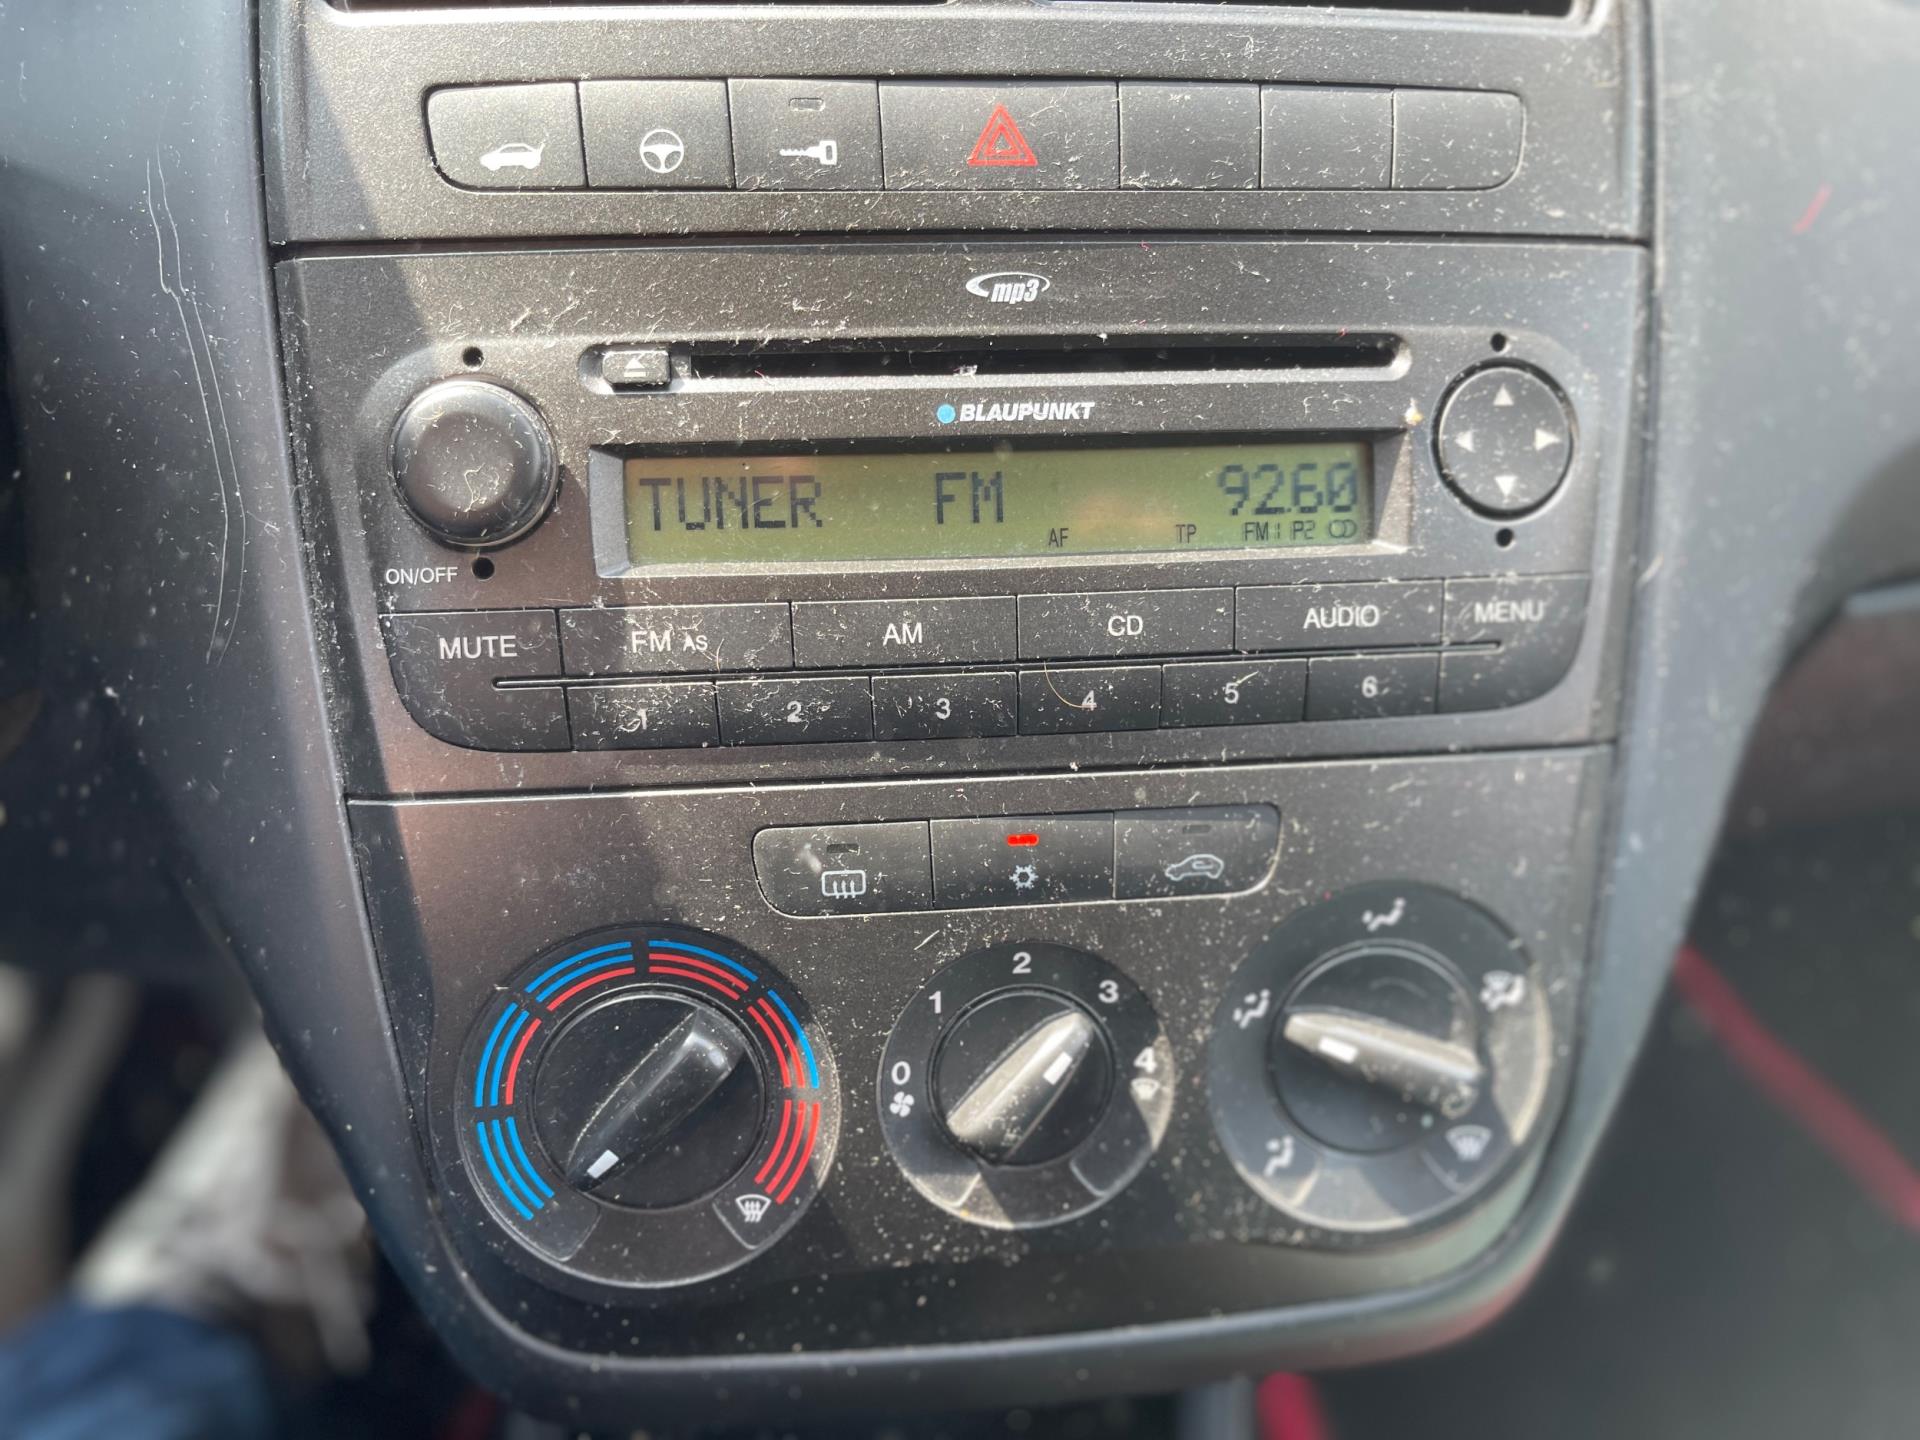 mp3
BLAUPUNKT
TUNER FM 92.60
AF TP FM1 P2
ON/OFF
MUTE FM AS AM CD AUDIO MENU
1 2 3 4 5 6
0 1 2 3 4